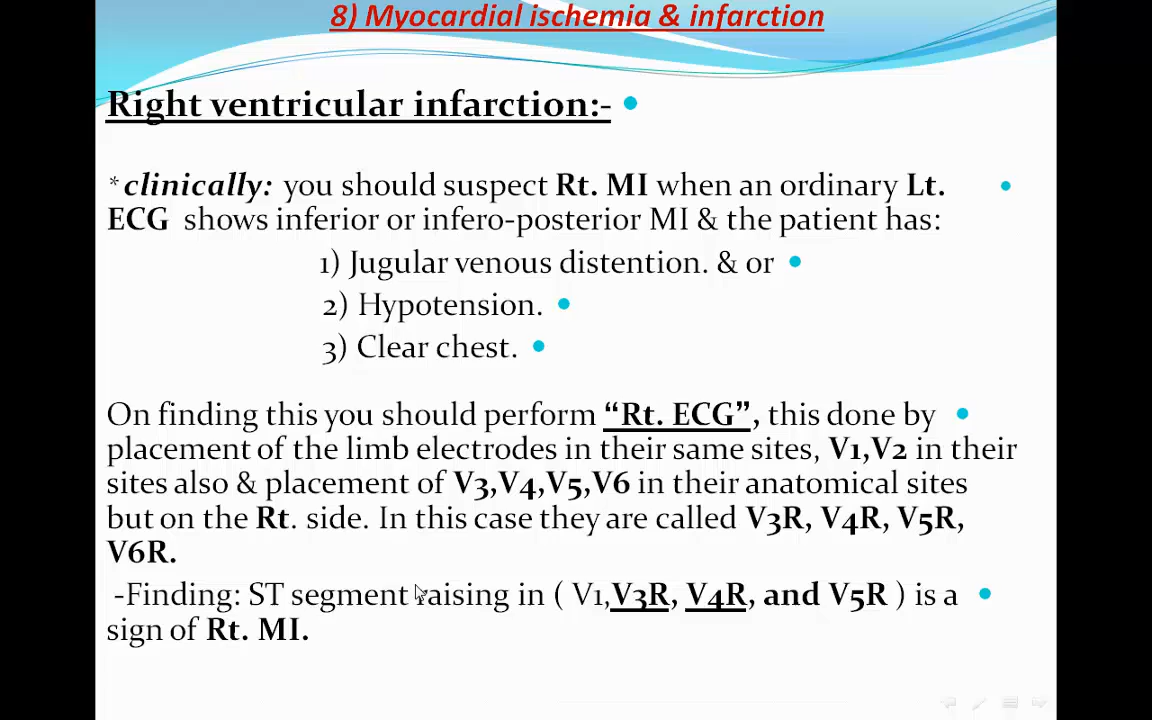 8) Myocardial ischemia & infarction
Right ventricular infarction:-
*clinically: you should suspect Rt. MI when an ordinary Lt.
ECG shows inferior or infero-posterior MI & the patient has:
1) Jugular venous distention. & or
2) Hypotension.
3) Clear chest.
On finding this you should perform “Rt. ECG”, this done by
placement of the limb electrodes in their same sites, V1,V2 in their
sites also & placement of V3,V4,V5,V6 in their anatomical sites
but on the Rt. side. In this case they are called V3R, V4R, V5R,
V6R.
-Finding: ST segment raising in ( V1,V3R, V4R, and V5R ) is a
sign of Rt. MI.